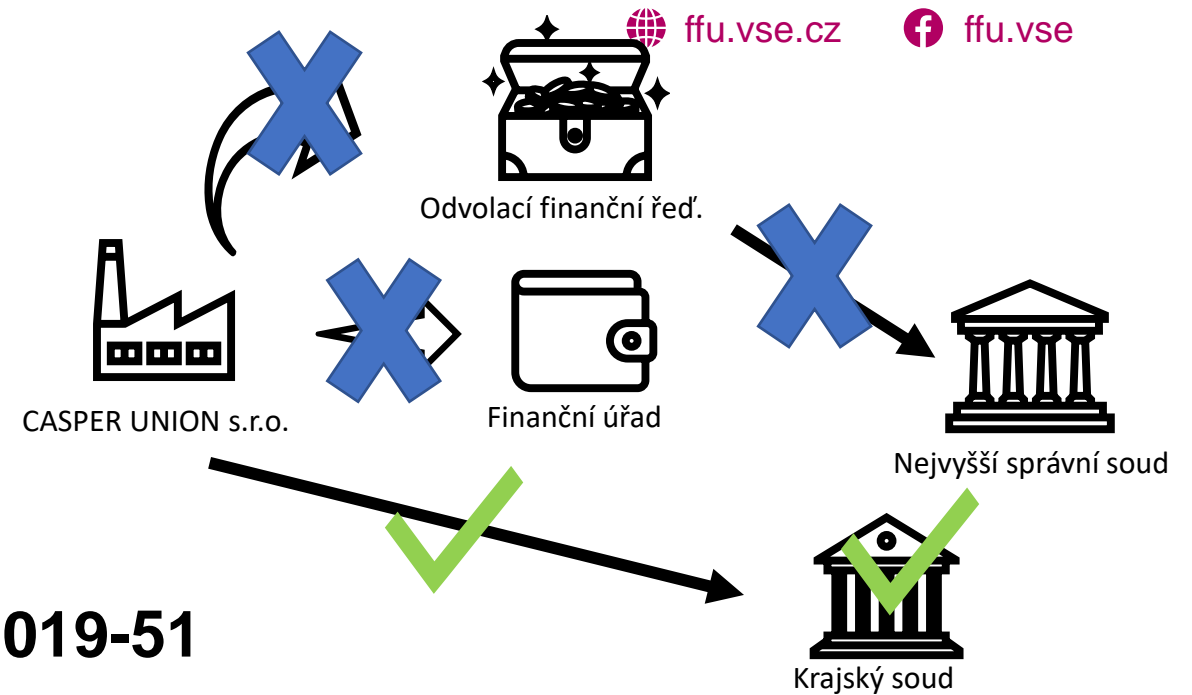 ffu.vse.cz
ffu.vse
Odvolací finanční řeď.
CASPER UNION s.r.o.
Finanční úřad
Nejvyšší správní soud
019-51
Krajský soud